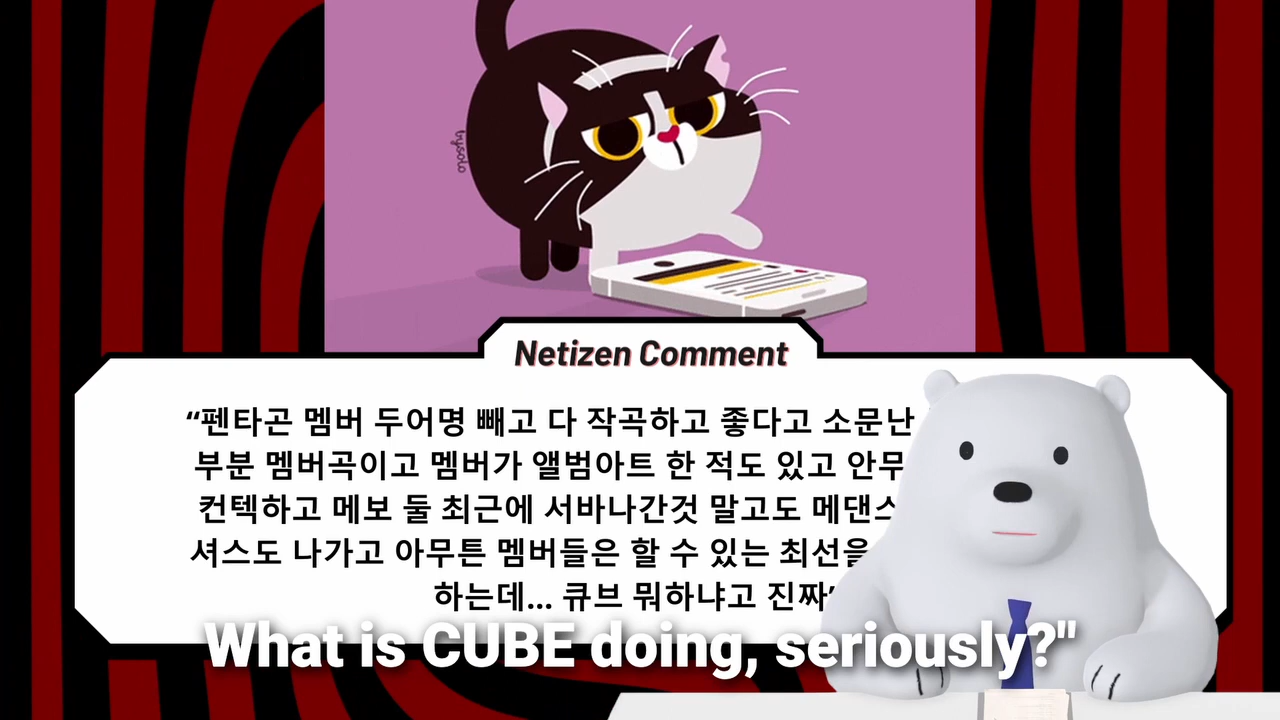 trysolo
Netizen Comment
“펜타곤 멤버 두어명 빼고 다 작곡하고 좋다고 소문난
부분 멤버곡이고 멤버가 앨범아트 한 적도 있고 안무
컨텍하고 메보 둘 최근에 서바나간것 말고도 메댄스
셔스도 나가고 아무튼 멤버들은 할 수 있는 최선을
하는데... 큐브 뭐하냐고 진짜”
What is CUBE doing, seriously?"